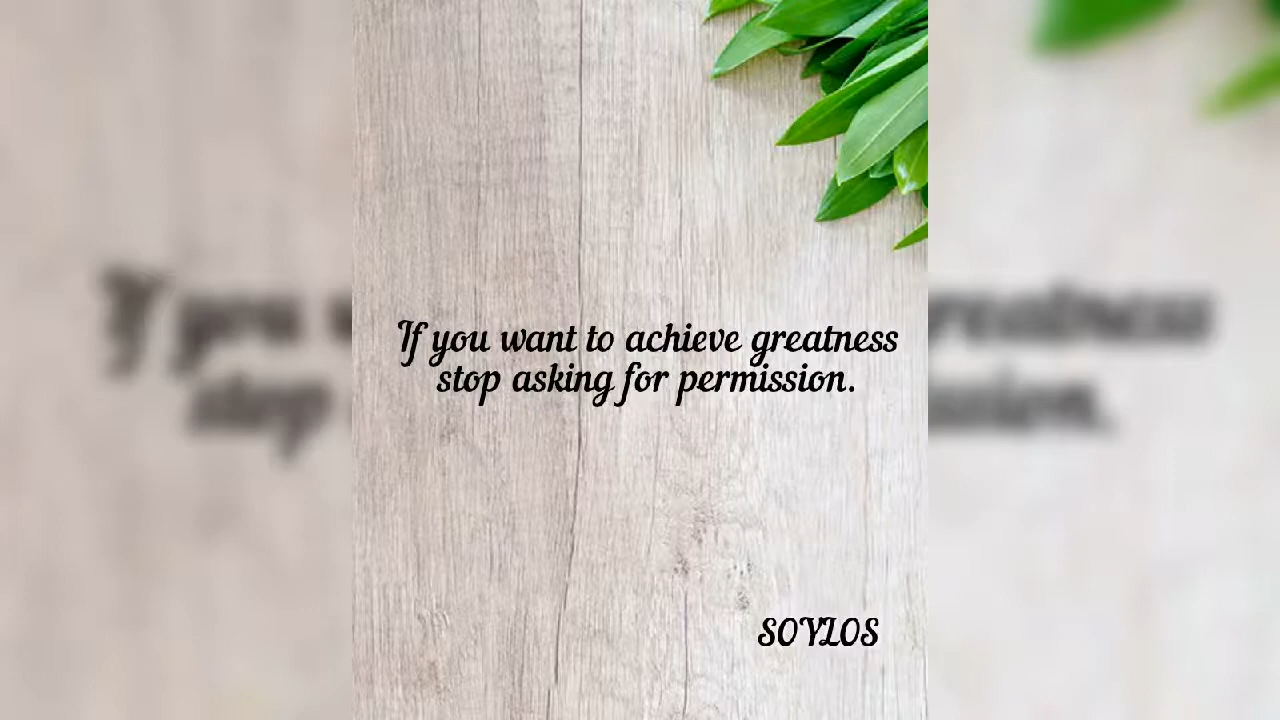 If you want to achieve greatness
stop asking for permission.
SOYLOS